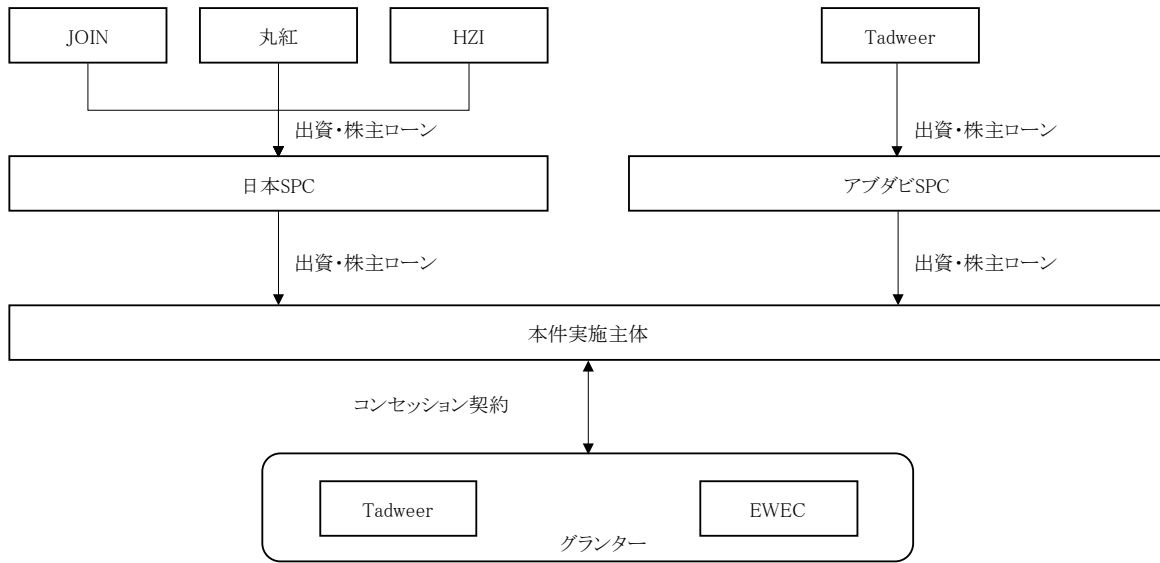 JOIN
丸紅
HZI
Tadweer
出資・株主ローン
出資・株主ローン
日本SPC
アブダビSPC
出資・株主ローン
出資・株主ローン
本件実施主体
コンセッション契約
Tadweer
EWEC
グランター